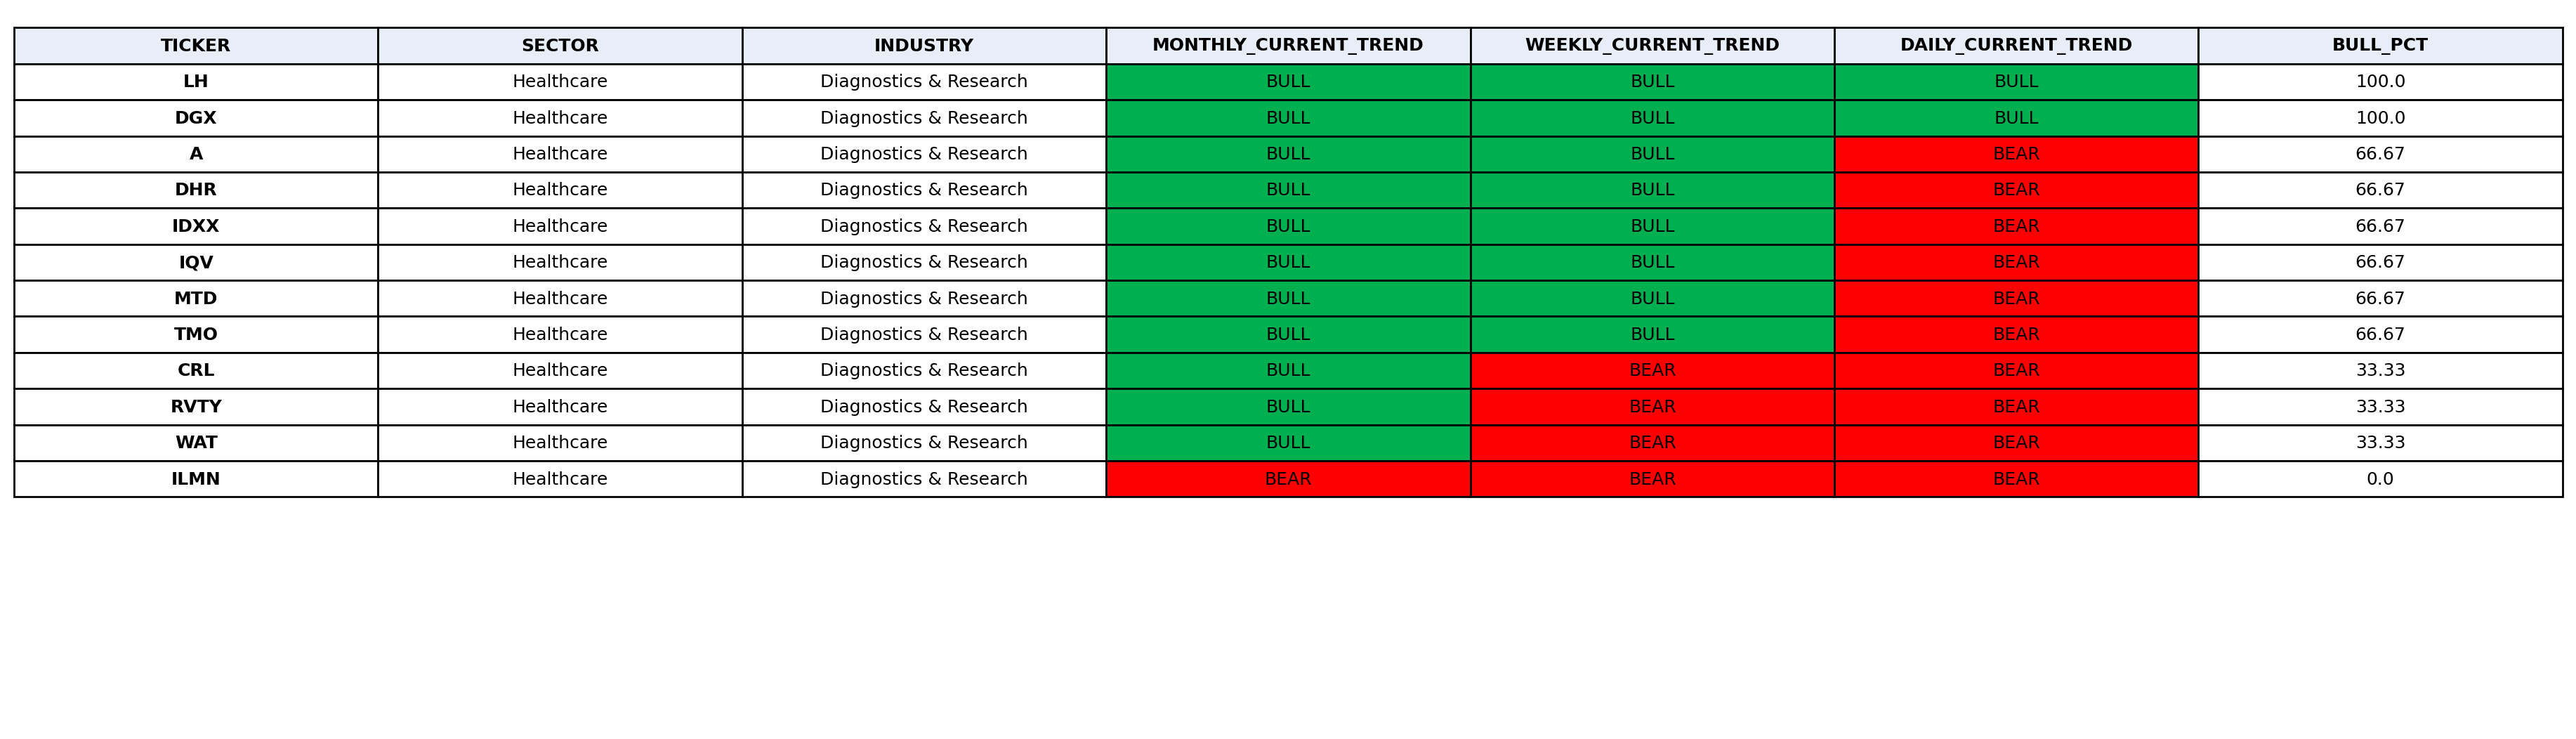 TICKER SECTOR INDUSTRY MONTHLY_CURRENT_TREND WEEKLY_CURRENT_TREND DAILY_CURRENT_TREND BULL_PCT
LH Healthcare Diagnostics & Research BULL BULL BULL 100.0
DGX Healthcare Diagnostics & Research BULL BULL BULL 100.0
A Healthcare Diagnostics & Research BULL BULL BEAR 66.67
DHR Healthcare Diagnostics & Research BULL BULL BEAR 66.67
IDXX Healthcare Diagnostics & Research BULL BULL BEAR 66.67
IQV Healthcare Diagnostics & Research BULL BULL BEAR 66.67
MTD Healthcare Diagnostics & Research BULL BULL BEAR 66.67
TMO Healthcare Diagnostics & Research BULL BULL BEAR 66.67
CRL Healthcare Diagnostics & Research BULL BEAR BEAR 33.33
RVTY Healthcare Diagnostics & Research BULL BEAR BEAR 33.33
WAT Healthcare Diagnostics & Research BULL BEAR BEAR 33.33
ILMN Healthcare Diagnostics & Research BEAR BEAR BEAR 0.0